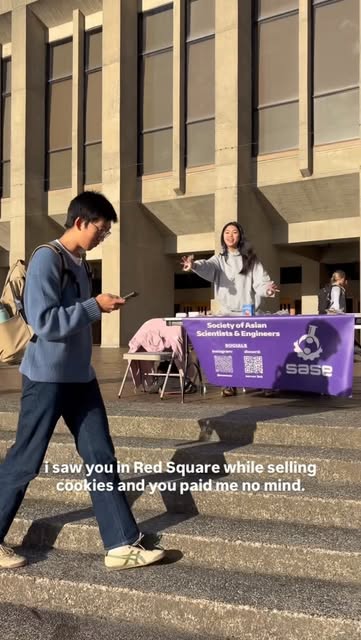 Society of Asian
Scientists & Engineers
sase
i saw you in Red Square while selling
cookies and you paid me no mind.